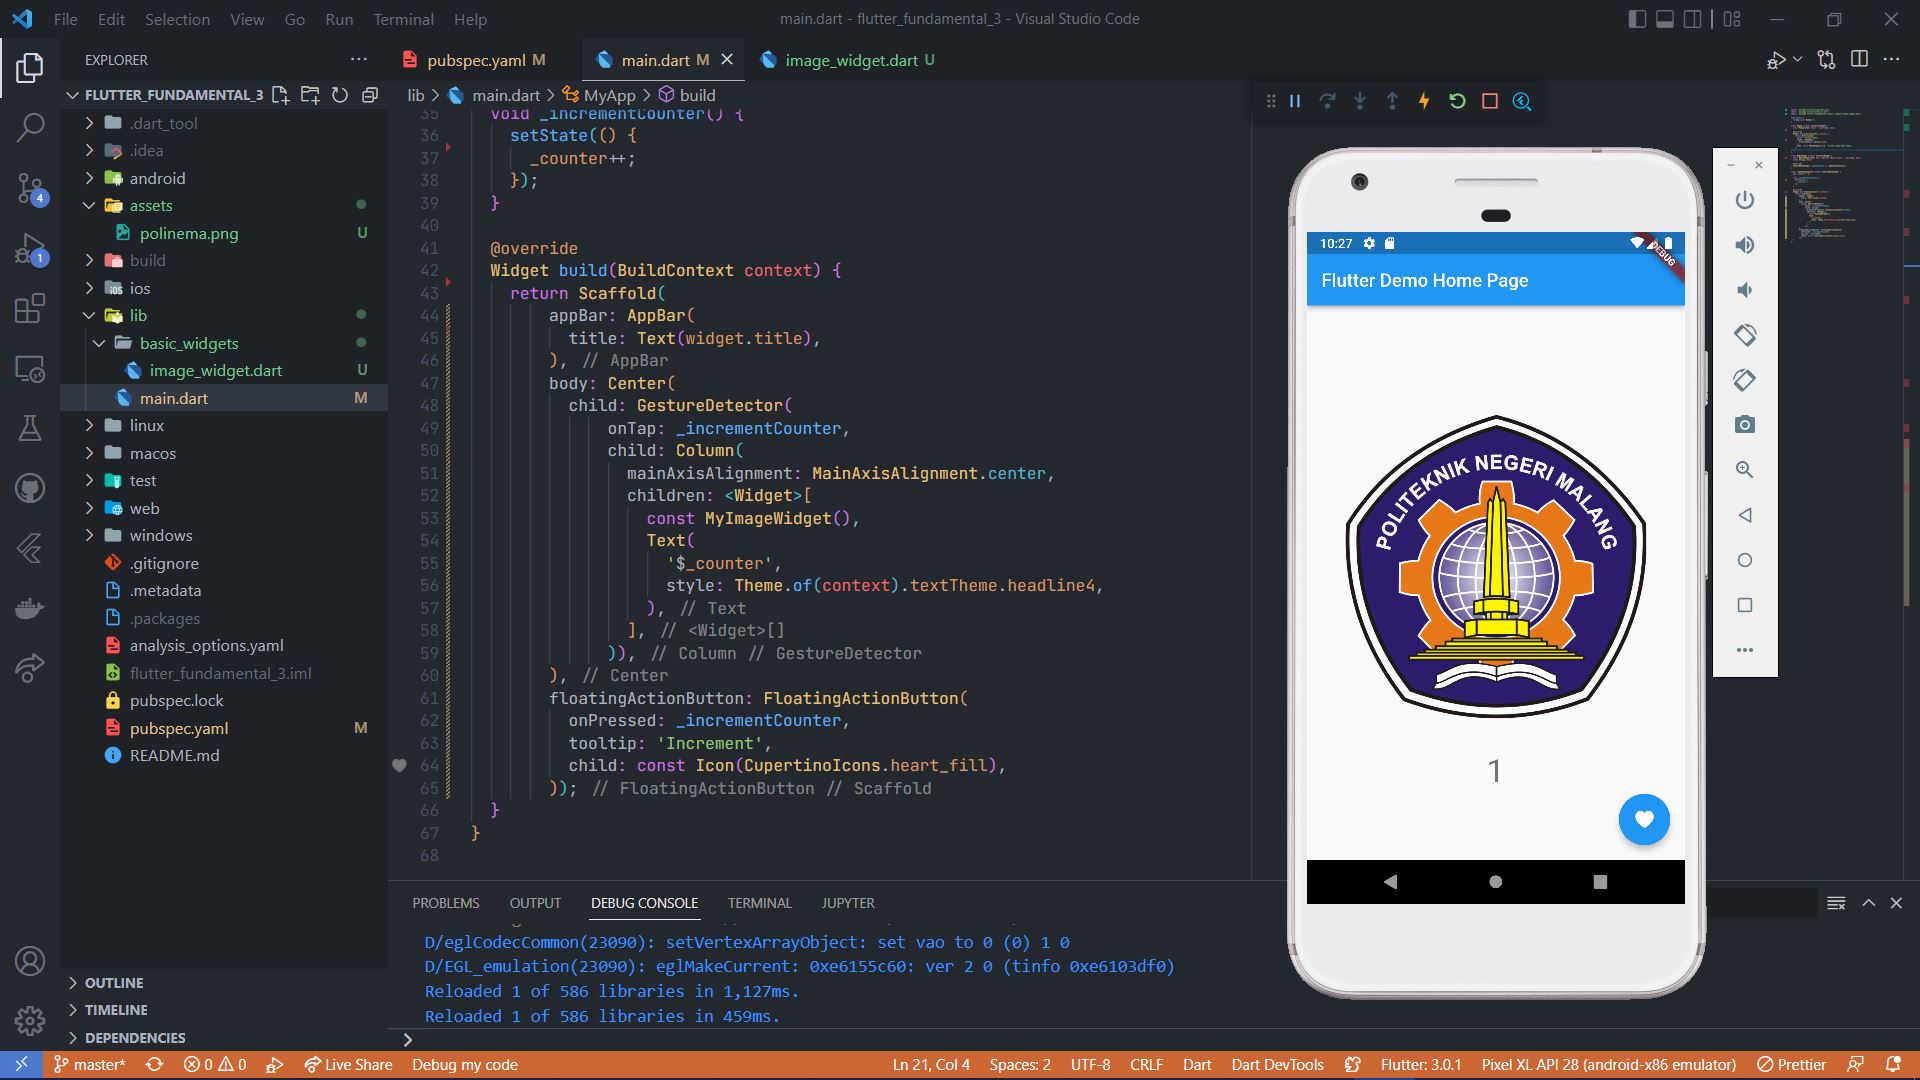 File Edit Selection View Go Run Terminal Help
main.dart - flutter_fundamental_3 - Visual Studio Code
EXPLORER
FLUTTER_FUNDAMENTAL_3
.dart_tool
.idea
android
assets
polinema.png U
build
ios
lib
basic_widgets
image_widget.dart U
main.dart M
linux
macos
test
web
windows
.gitignore
.metadata
.packages
analysis_options.yaml
flutter_fundamental_3.iml
pubspec.lock
pubspec.yaml M
README.md
OUTLINE
TIMELINE
DEPENDENCIES
4
1
pubspec.yaml M
main.dart M
image_widget.dart U
lib > main.dart > MyApp > build
35 void _incrementCounter() {
36 setState(() {
37 _counter++;
38 });
39 }
40
41 @override
42 Widget build(BuildContext context) {
43 return Scaffold(
44 appBar: AppBar(
45 title: Text(widget.title),
46 ), // AppBar
47 body: Center(
48 child: GestureDetector(
49 onTap: _incrementCounter,
50 child: Column(
51 mainAxisAlignment: MainAxisAlignment.center,
52 children: <Widget>[
53 const MyImageWidget(),
54 Text(
55 '$_counter',
56 style: Theme.of(context).textTheme.headline4,
57 ), // Text
58 ], // <Widget>[]
59 )), // Column // GestureDetector
60 ), // Center
61 floatingActionButton: FloatingActionButton(
62 onPressed: _incrementCounter,
63 tooltip: 'Increment',
64 child: const Icon(CupertinoIcons.heart_fill),
65 )); // FloatingActionButton // Scaffold
66 }
67 }
68
10:27
DEBUG
Flutter Demo Home Page
POLITEKNIK NEGERI MALANG
1
PROBLEMS OUTPUT DEBUG CONSOLE TERMINAL JUPYTER
D/eglCodecCommon(23090): setVertexArrayObject: set vao to 0 (0) 1 0
D/EGL_emulation(23090): eglMakeCurrent: 0xe6155c60: ver 2 0 (tinfo 0xe6103df0)
Reloaded 1 of 586 libraries in 1,127ms.
Reloaded 1 of 586 libraries in 459ms.
>
master* 0 0 Live Share Debug my code Ln 21, Col 4 Spaces: 2 UTF-8 CRLF Dart Dart DevTools Flutter: 3.0.1 Pixel XL API 28 (android-x86 emulator) Prettier